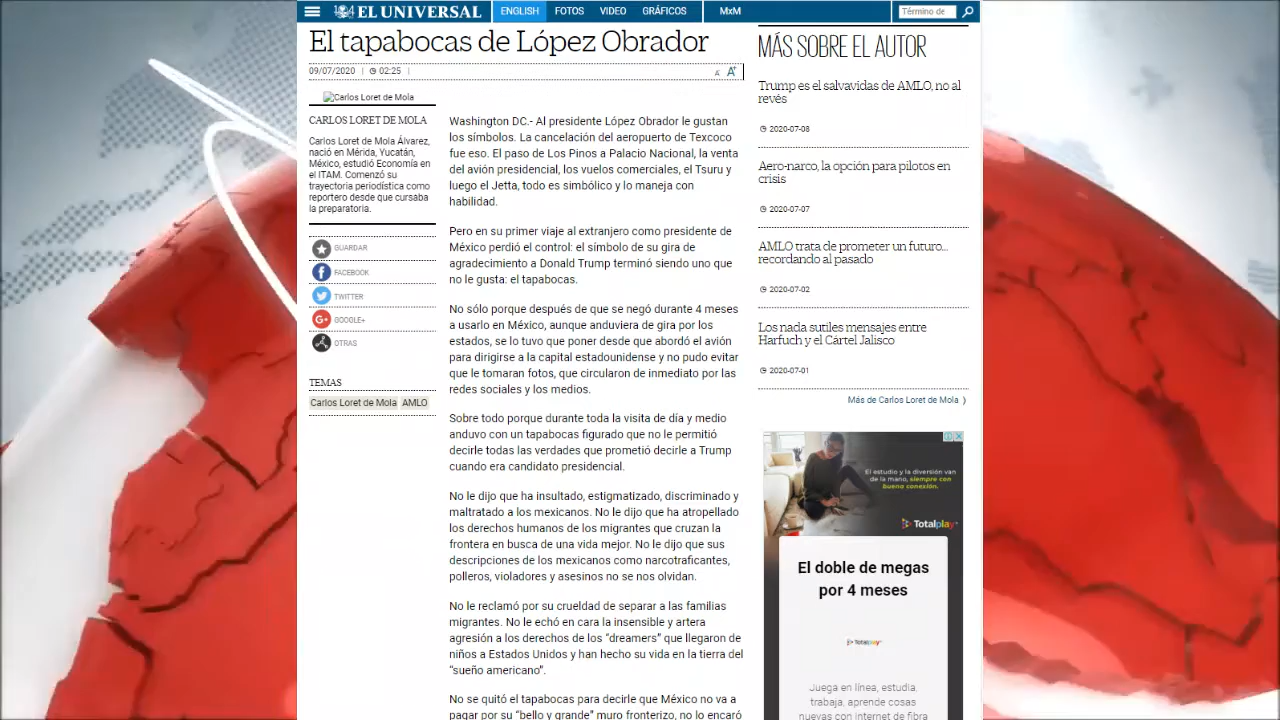 EL UNIVERSAL
ENGLISH FOTOS VIDEO GRÁFICOS MxM
Término de
El tapabocas de López Obrador
09/07/2020 | 02:25 |
A- A+
Carlos Loret de Mola
CARLOS LORET DE MOLA
Carlos Loret de Mola Álvarez,
nació en Mérida, Yucatán,
México, estudió Economía en
el ITAM. Comenzó su
trayectoria periodística como
reportero desde que cursaba
la preparatoria.
GUARDAR
FACEBOOK
TWITTER
G+ GOOGLE+
OTRAS
TEMAS
Carlos Loret de Mola AMLO
Washington DC.- Al presidente López Obrador le gustan
los símbolos. La cancelación del aeropuerto de Texcoco
fue eso. El paso de Los Pinos a Palacio Nacional, la venta
del avión presidencial, los vuelos comerciales, el Tsuru y
luego el Jetta, todo es simbólico y lo maneja con
habilidad.
Pero en su primer viaje al extranjero como presidente de
México perdió el control: el símbolo de su gira de
agradecimiento a Donald Trump terminó siendo uno que
no le gusta: el tapabocas.
No sólo porque después de que se negó durante 4 meses
a usarlo en México, aunque anduviera de gira por los
estados, se lo tuvo que poner desde que abordó el avión
para dirigirse a la capital estadounidense y no pudo evitar
que le tomaran fotos, que circularon de inmediato por las
redes sociales y los medios.
Sobre todo porque durante toda la visita de día y medio
anduvo con un tapabocas figurado que no le permitió
decirle todas las verdades que prometió decirle a Trump
cuando era candidato presidencial.
No le dijo que ha insultado, estigmatizado, discriminado y
maltratado a los mexicanos. No le dijo que ha atropellado
los derechos humanos de los migrantes que cruzan la
frontera en busca de una vida mejor. No le dijo que sus
descripciones de los mexicanos como narcotraficantes,
polleros, violadores y asesinos no se nos olvidan.
No le reclamó por su crueldad de separar a las familias
migrantes. No le echó en cara la insensible y artera
agresión a los derechos de los “dreamers” que llegaron de
niños a Estados Unidos y han hecho su vida en la tierra del
“sueño americano”.
No se quitó el tapabocas para decirle que México no va a
pagar por su “bello y grande” muro fronterizo, no lo encaró
MÁS SOBRE EL AUTOR
Trump es el salvavidas de AMLO, no al
revés
2020-07-08
Aero-narco, la opción para pilotos en
crisis
2020-07-07
AMLO trata de prometer un futuro...
recordando al pasado
2020-07-02
Los nada sutiles mensajes entre
Harfuch y el Cártel Jalisco
2020-07-01
Más de Carlos Loret de Mola )
El estudio y la diversión van
de la mano, siempre con
buena conexión.
Totalplay
El doble de megas
por 4 meses
Totalplay
Juega en línea, estudia,
trabaja, aprende cosas
nuevas con internet de fibra